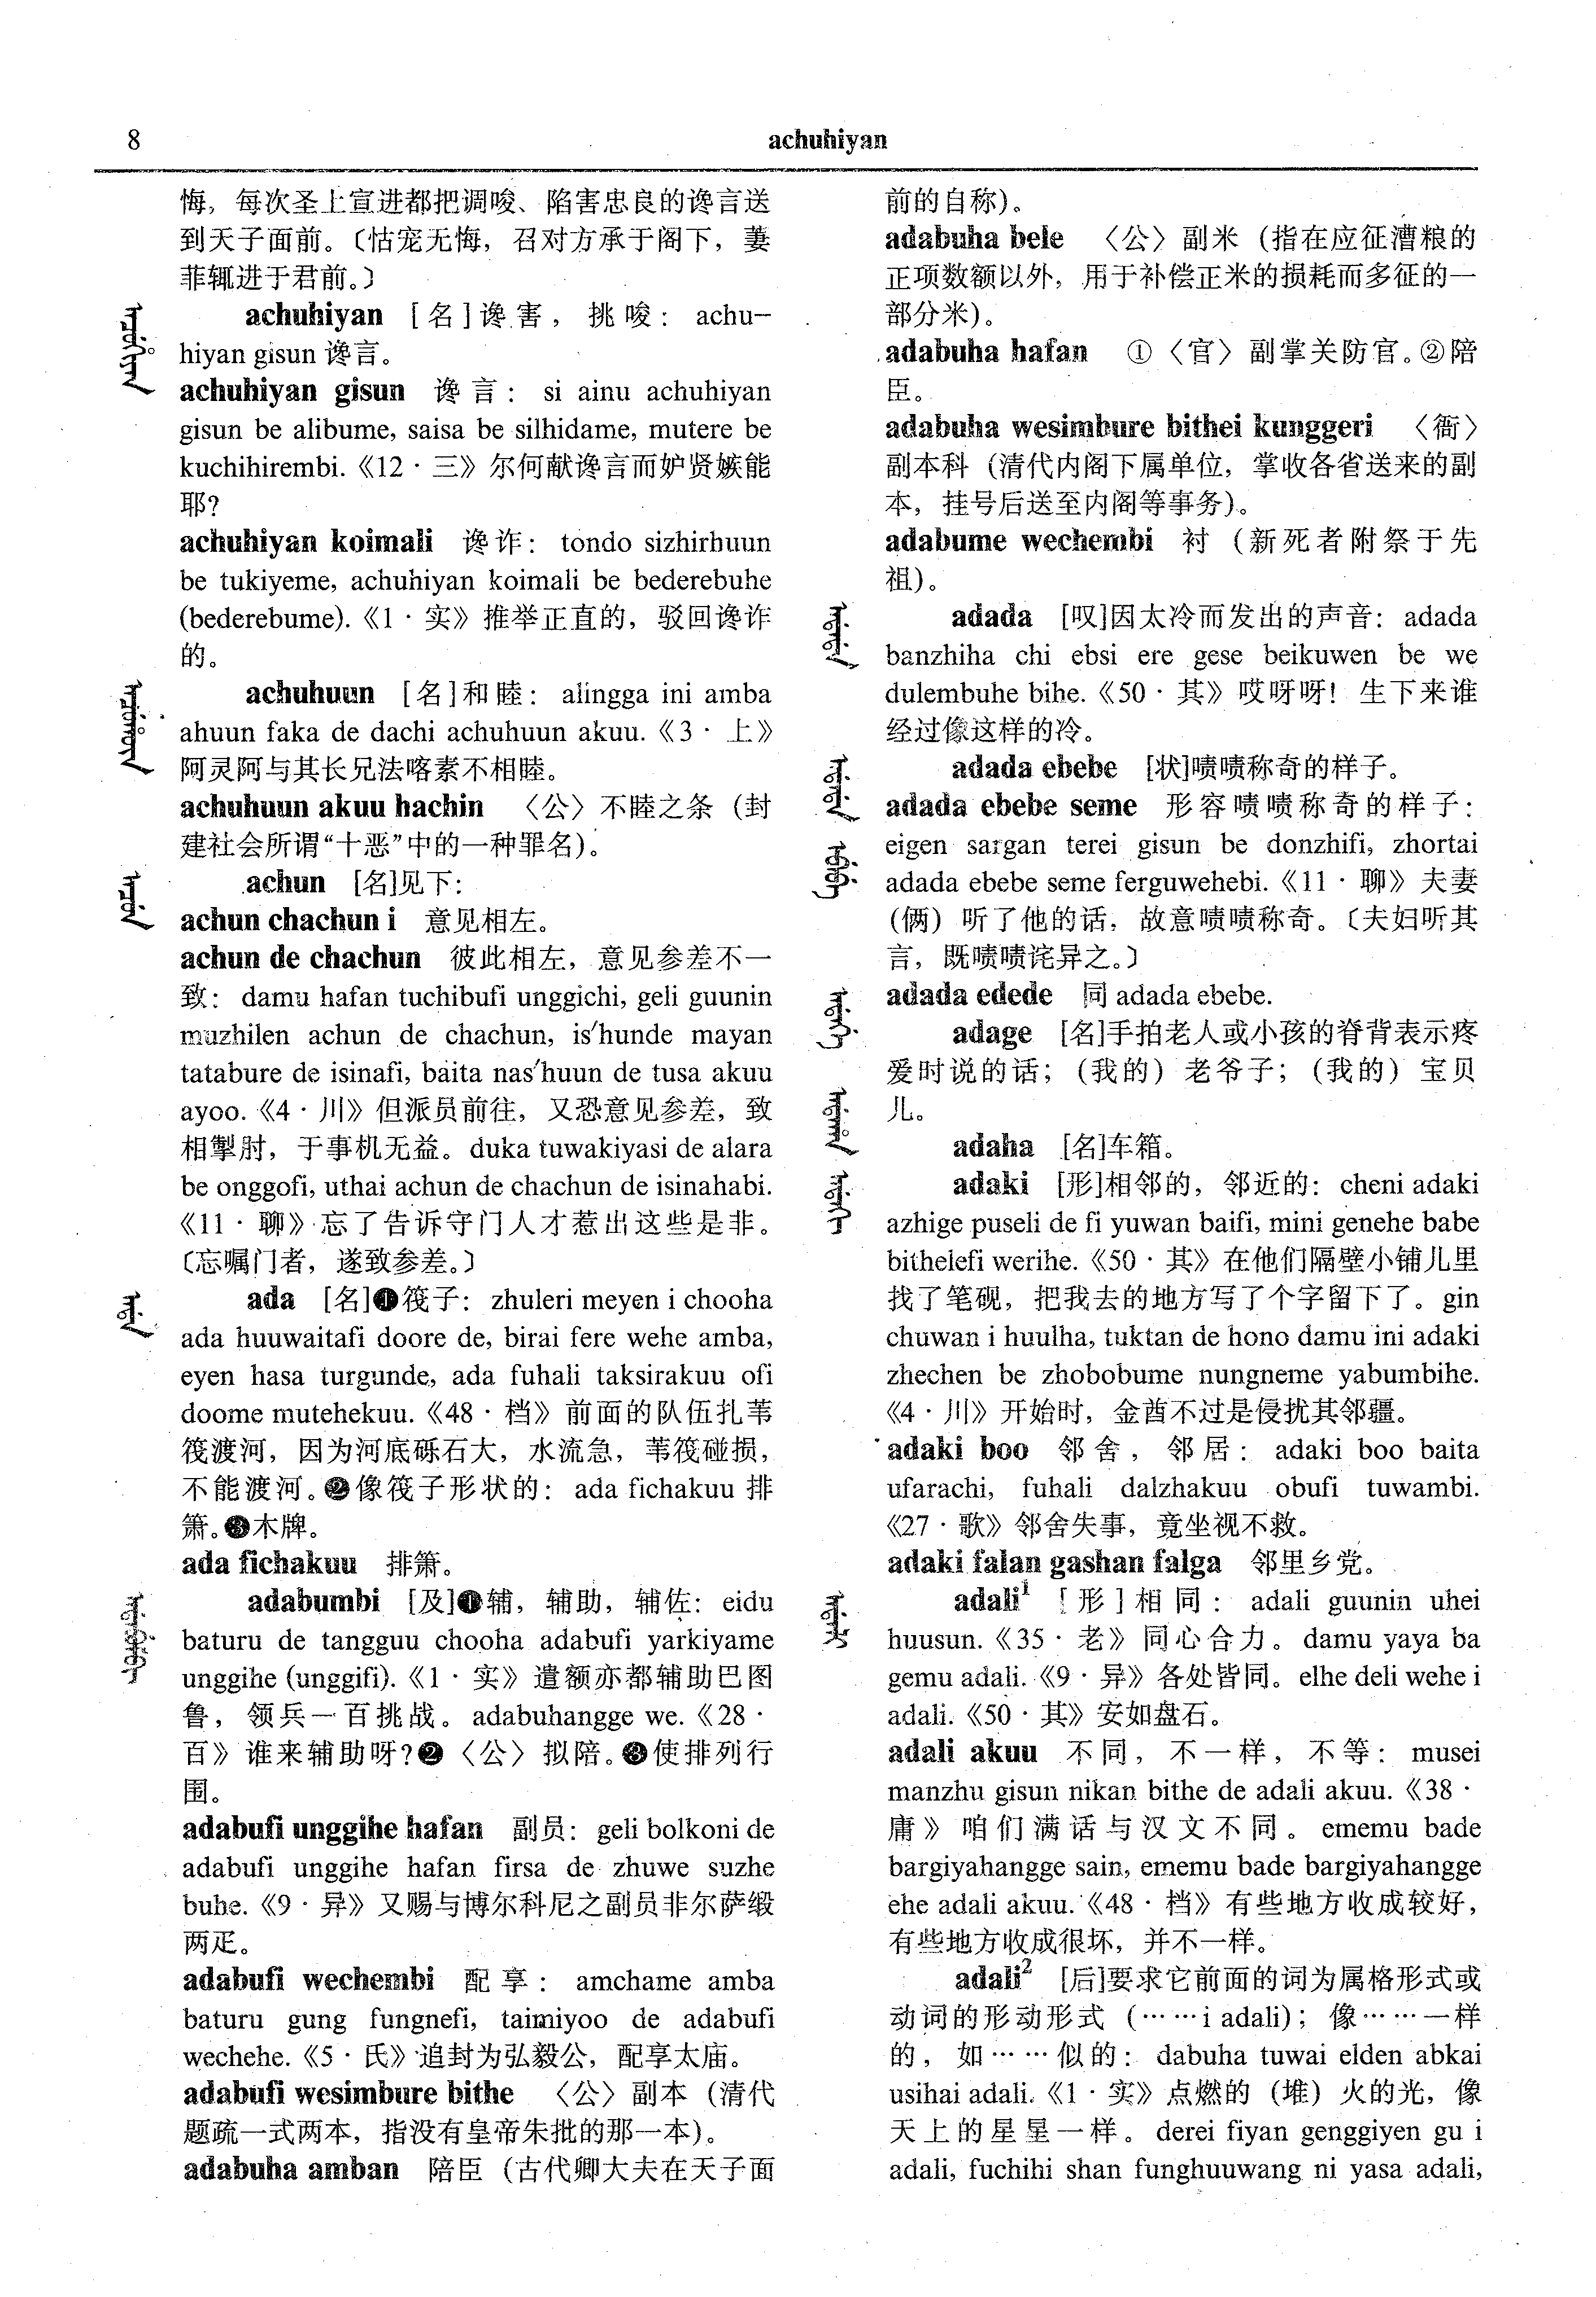 8
achuhiyan
悔，每次圣上宣进都把调唆、陷害忠良的谗言送
到天子面前。〔怙宠无悔，召对方承于阁下，萋
菲辄进于君前。〕
achuhiyan [名]谗害，挑唆：achu-
hiyan gisun 谗言。
achuhiyan gisun 谗言：si ainu achuhiyan
gisun be alibume, saisa be silhidame, mutere be
kuchihirembi.《12·三》尔何献谗言而妒贤嫉能
耶?
achuhiyan koimali 谗诈：tondo sizhirhuun
be tukiyeme, achuhiyan koimali be bederebuhe
(bederebume).《1·实》推举正直的，驳回谗诈
的。
achuhuun [名]和睦：alingga ini amba
ahuun faka de dachi achuhuun akuu.《3·上》
阿灵阿与其长兄法喀素不相睦。
achuhuun akuu hachin 〈公〉不睦之条（封
建社会所谓“十恶”中的一种罪名）。
achun [名]见下：
achun chachun i 意见相左。
achun de chachun 彼此相左，意见参差不一
致：damu hafan tuchibufi unggichi, geli guunin
muzhilen achun de chachun, is'hunde mayan
tatabure de isinafi, baita nas'huun de tusa akuu
ayoo.《4·川》但派员前往，又恐意见参差，致
相掣肘，于事机无益。duka tuwakiyasi de alara
be onggofi, uthai achun de chachun de isinahabi.
《11·聊》忘了告诉守门人才惹出这些是非。
〔忘嘱门者，遂致参差。〕
ada [名]❶筏子：zhuleri meyen i chooha
ada huuwaitafi doore de, birai fere wehe amba,
eyen hasa turgunde, ada fuhali taksirakuu ofi
doome mutehekuu.《48·档》前面的队伍扎苇
筏渡河，因为河底砾石大，水流急，苇筏碰损，
不能渡河。❷像筏子形状的：ada fichakuu 排
箫。❸木牌。
ada fichakuu 排箫。
adabumbi [及]❶辅，辅助，辅佐：eidu
baturu de tangguu chooha adabufi yarkiyame
unggihe (unggifi).《1·实》遣额亦都辅助巴图
鲁，领兵一百挑战。adabuhangge we.《28·
百》谁来辅助呀?❷〈公〉拟陪。❸使排列行
围。
adabufi unggihe hafan 副员：geli bolkoni de
adabufi unggihe hafan firsa de zhuwe suzhe
buhe.《9·异》又赐与博尔科尼之副员非尔萨缎
两疋。
adabufi wechembi 配享：amchame amba
baturu gung fungnefi, taimiyoo de adabufi
wechehe.《5·氏》追封为弘毅公，配享太庙。
adabufi wesimbure bithe 〈公〉副本（清代
题疏一式两本，指没有皇帝朱批的那一本）。
adabuha amban 陪臣（古代卿大夫在天子面
前的自称）。
adabuha bele 〈公〉副米（指在应征漕粮的
正项数额以外，用于补偿正米的损耗而多征的一
部分米）。
adabuha hafan ①〈官〉副掌关防官。②陪
臣。
adabuha wesimbure bithei kunggeri 〈衙〉
副本科（清代内阁下属单位，掌收各省送来的副
本，挂号后送至内阁等事务）。
adabume wechembi 衬（新死者附祭于先
祖）。
adada [叹]因太冷而发出的声音：adada
banzhiha chi ebsi ere gese beikuwen be we
dulembuhe bihe.《50·其》哎呀呀！生下来谁
经过像这样的冷。
adada ebebe [状]啧啧称奇的样子。
adada ebebe seme 形容啧啧称奇的样子：
eigen sargan terei gisun be donzhifi, zhortai
adada ebebe seme ferguwehebi.《11·聊》夫妻
（俩）听了他的话，故意啧啧称奇。〔夫妇听其
言，既啧啧诧异之。〕
adada edede 同 adada ebebe.
adage [名]手拍老人或小孩的脊背表示疼
爱时说的话；（我的）老爷子；（我的）宝贝
儿。
adaha [名]车箱。
adaki [形]相邻的，邻近的：cheni adaki
azhige puseli de fi yuwan baifi, mini genehe babe
bithelefi werihe.《50·其》在他们隔壁小铺儿里
找了笔砚，把我去的地方写了个字留下了。gin
chuwan i huulha, tuktan de hono damu ini adaki
zhechen be zhobobume nungneme yabumbihe.
《4·川》开始时，金酋不过是侵扰其邻疆。
adaki boo 邻舍，邻居：adaki boo baita
ufarachi, fuhali dalzhakuu obufi tuwambi.
《27·歌》邻舍失事，竟坐视不救。
adaki falan gashan falga 邻里乡党。
adali¹ [形]相同：adali guunin uhei
huusun.《35·老》同心合力。damu yaya ba
gemu adali.《9·异》各处皆同。elhe deli wehe i
adali.《50·其》安如盘石。
adali akuu 不同，不一样，不等：musei
manzhu gisun nikan bithe de adali akuu.《38·
庸》咱们满话与汉文不同。ememu bade
bargiyahangge sain, ememu bade bargiyahangge
ehe adali akuu.《48·档》有些地方收成较好，
有些地方收成很坏，并不一样。
adali² [后]要求它前面的词为属格形式或
动词的形动形式（……i adali）；像……一样
的，如……似的：dabuha tuwai elden abkai
usihai adali.《1·实》点燃的（堆）火的光，像
天上的星星一样。derei fiyan genggiyen gu i
adali, fuchihi shan funghuuwang ni yasa adali,